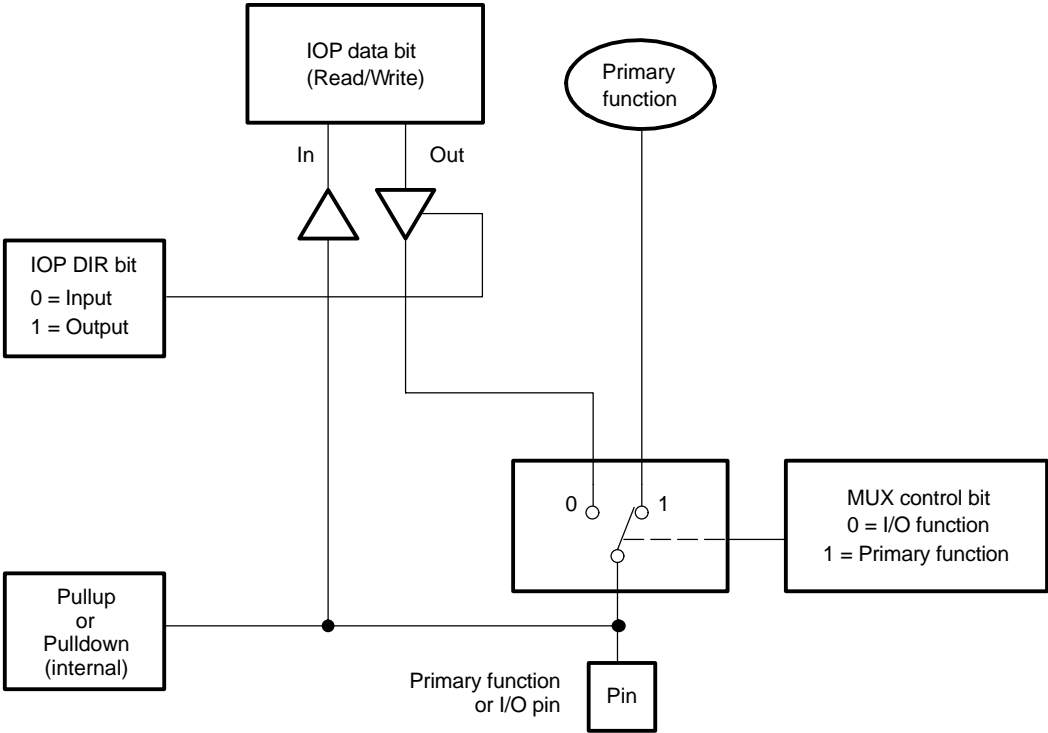 IOP data bit
(Read/Write)
Primary
function
In
Out
IOP DIR bit
0 = Input
1 = Output
0
1
MUX control bit
0 = I/O function
1 = Primary function
Pullup
or
Pulldown
(internal)
Primary function
or I/O pin
Pin